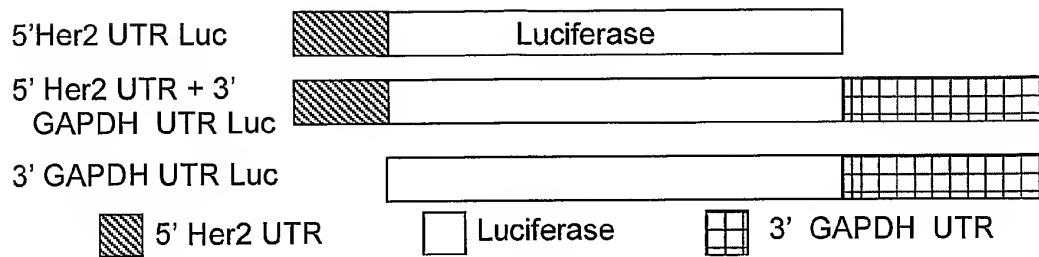 5'Her2 UTR Luc
Luciferase
5' Her2 UTR + 3'
GAPDH UTR Luc
3' GAPDH UTR Luc
5' Her2 UTR
Luciferase
3' GAPDH UTR